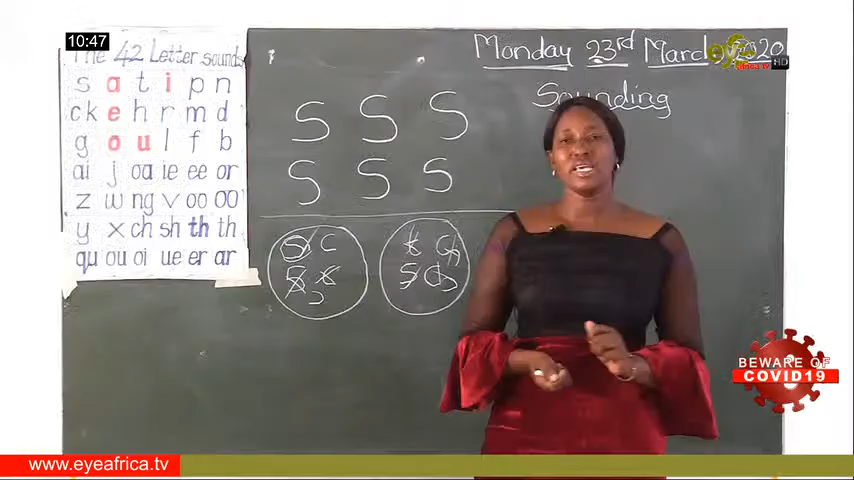 10:47
The 42 Letter sounds
s a t i p n
ck e h r m d
g o u l f b
ai j oa ie ee or
z w ng v oo oo
y x ch sh th th
qu ou oi ue er ar
Monday 23rd March 2020
Sounding
S S S
S S S
BEWARE OF
COVID19
www.eyeafrica.tv